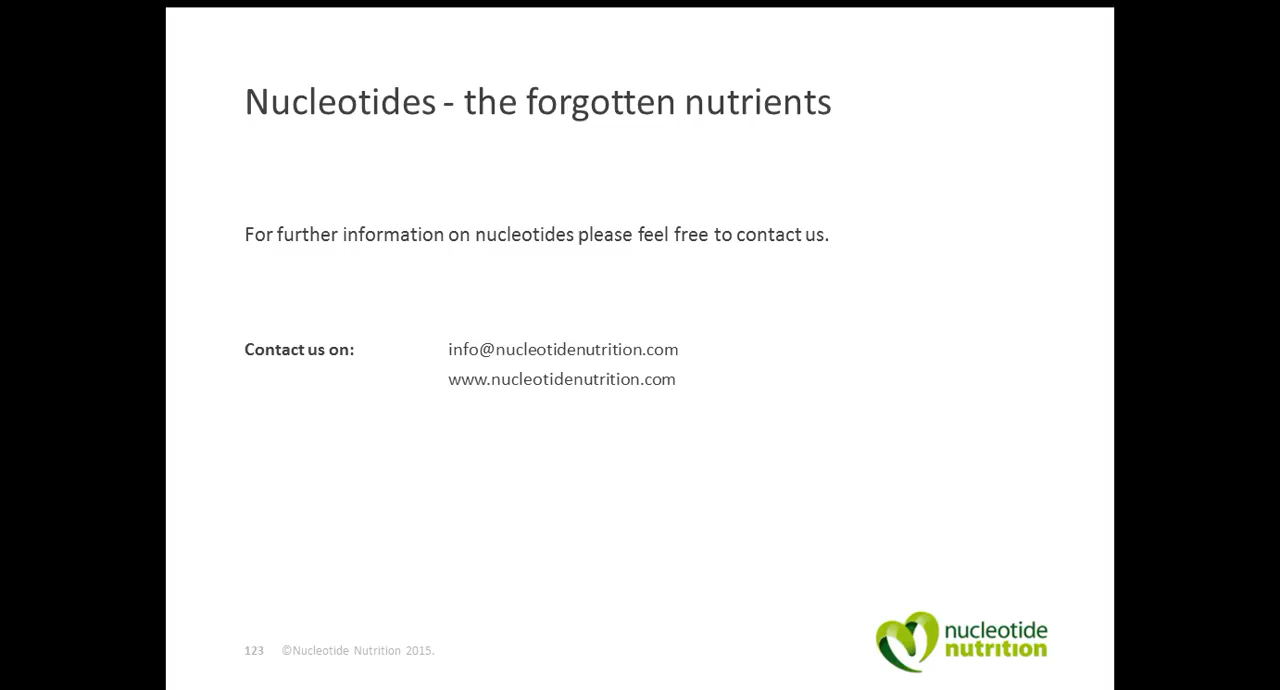 Nucleotides - the forgotten nutrients
For further information on nucleotides please feel free to contact us.
Contact us on: info@nucleotidenutrition.com
www.nucleotidenutrition.com
123 ©Nucleotide Nutrition 2015.
nucleotide
nutrition